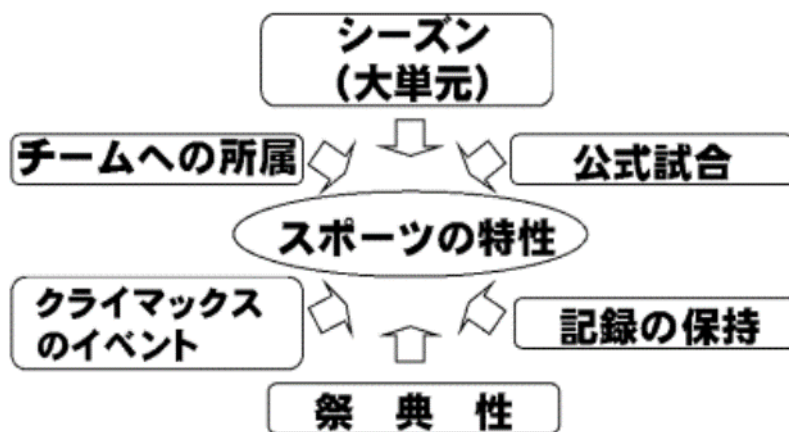 シーズン
(大単元)
チームへの所属
公式試合
スポーツの特性
クライマックス
のイベント
記録の保持
祭 典 性